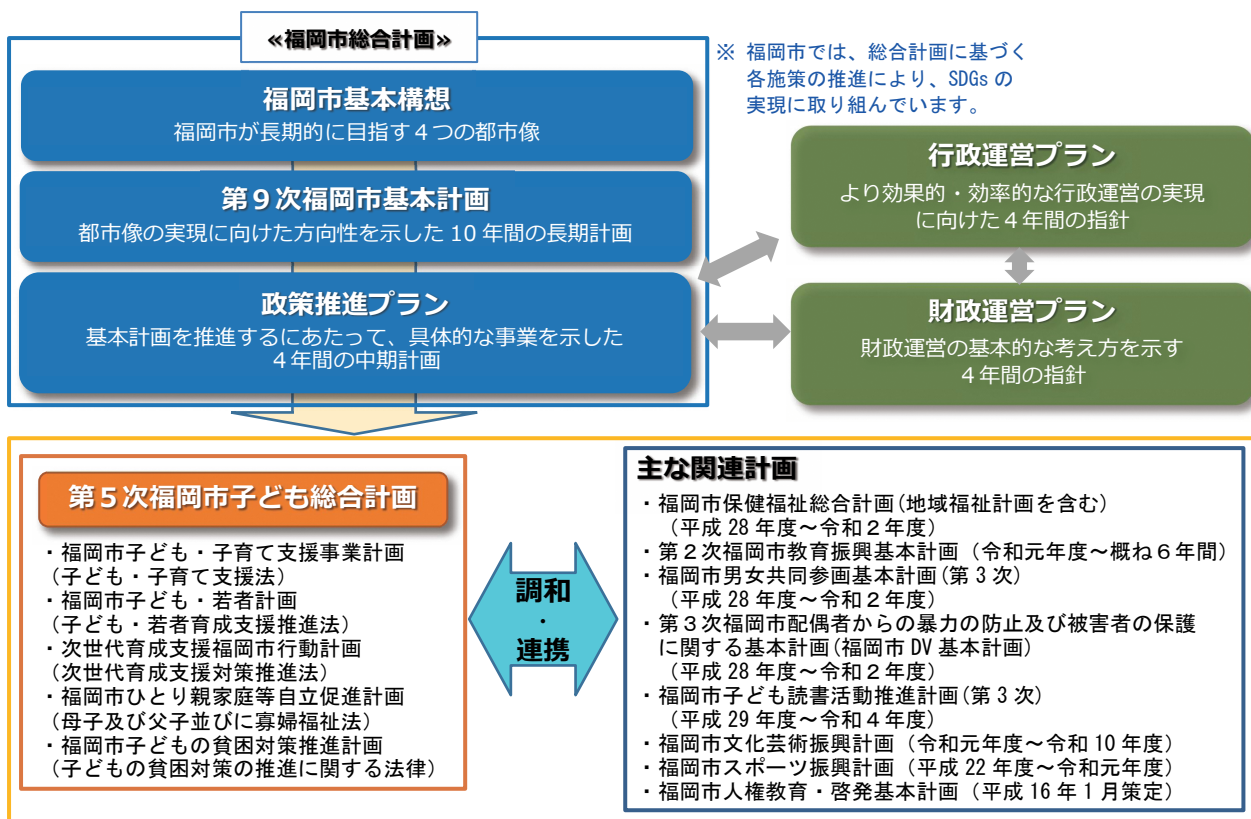 ≪福岡市総合計画≫
福岡市基本構想
福岡市が長期的に目指す４つの都市像
第９次福岡市基本計画
都市像の実現に向けた方向性を示した 10 年間の長期計画
政策推進プラン
基本計画を推進するにあたって、具体的な事業を示した
４年間の中期計画
※ 福岡市では、総合計画に基づく
各施策の推進により、SDGs の
実現に取り組んでいます。
行政運営プラン
より効果的・効率的な行政運営の実現
に向けた４年間の指針
財政運営プラン
財政運営の基本的な考え方を示す
４年間の指針
第５次福岡市子ども総合計画
・福岡市子ども・子育て支援事業計画
(子ども・子育て支援法)
・福岡市子ども・若者計画
(子ども・若者育成支援推進法)
・次世代育成支援福岡市行動計画
(次世代育成支援対策推進法)
・福岡市ひとり親家庭等自立促進計画
(母子及び父子並びに寡婦福祉法)
・福岡市子どもの貧困対策推進計画
(子どもの貧困対策の推進に関する法律)
調和
・
連携
主な関連計画
・福岡市保健福祉総合計画(地域福祉計画を含む)
(平成 28 年度～令和２年度)
・第２次福岡市教育振興基本計画（令和元年度～概ね６年間)
・福岡市男女共同参画基本計画(第３次)
(平成 28 年度～令和２年度)
・第３次福岡市配偶者からの暴力の防止及び被害者の保護
に関する基本計画(福岡市 DV 基本計画)
(平成 28 年度～令和２年度)
・福岡市子ども読書活動推進計画(第３次)
(平成 29 年度～令和４年度)
・福岡市文化芸術振興計画（令和元年度～令和 10 年度)
・福岡市スポーツ振興計画（平成 22 年度～令和元年度)
・福岡市人権教育・啓発基本計画（平成 16 年１月策定)